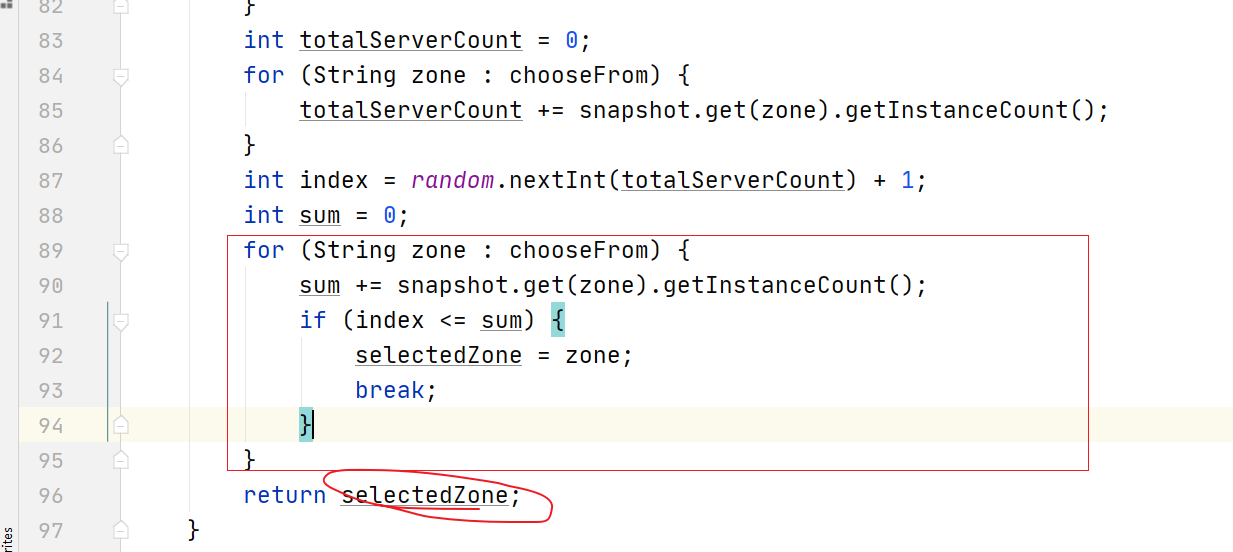 82 }
83 int totalServerCount = 0;
84 for (String zone : chooseFrom) {
85 totalServerCount += snapshot.get(zone).getInstanceCount();
86 }
87 int index = random.nextInt(totalServerCount) + 1;
88 int sum = 0;
89 for (String zone : chooseFrom) {
90 sum += snapshot.get(zone).getInstanceCount();
91 if (index <= sum) {
92 selectedZone = zone;
93 break;
94 }
95 }
96 return selectedZone;
97 }
rites